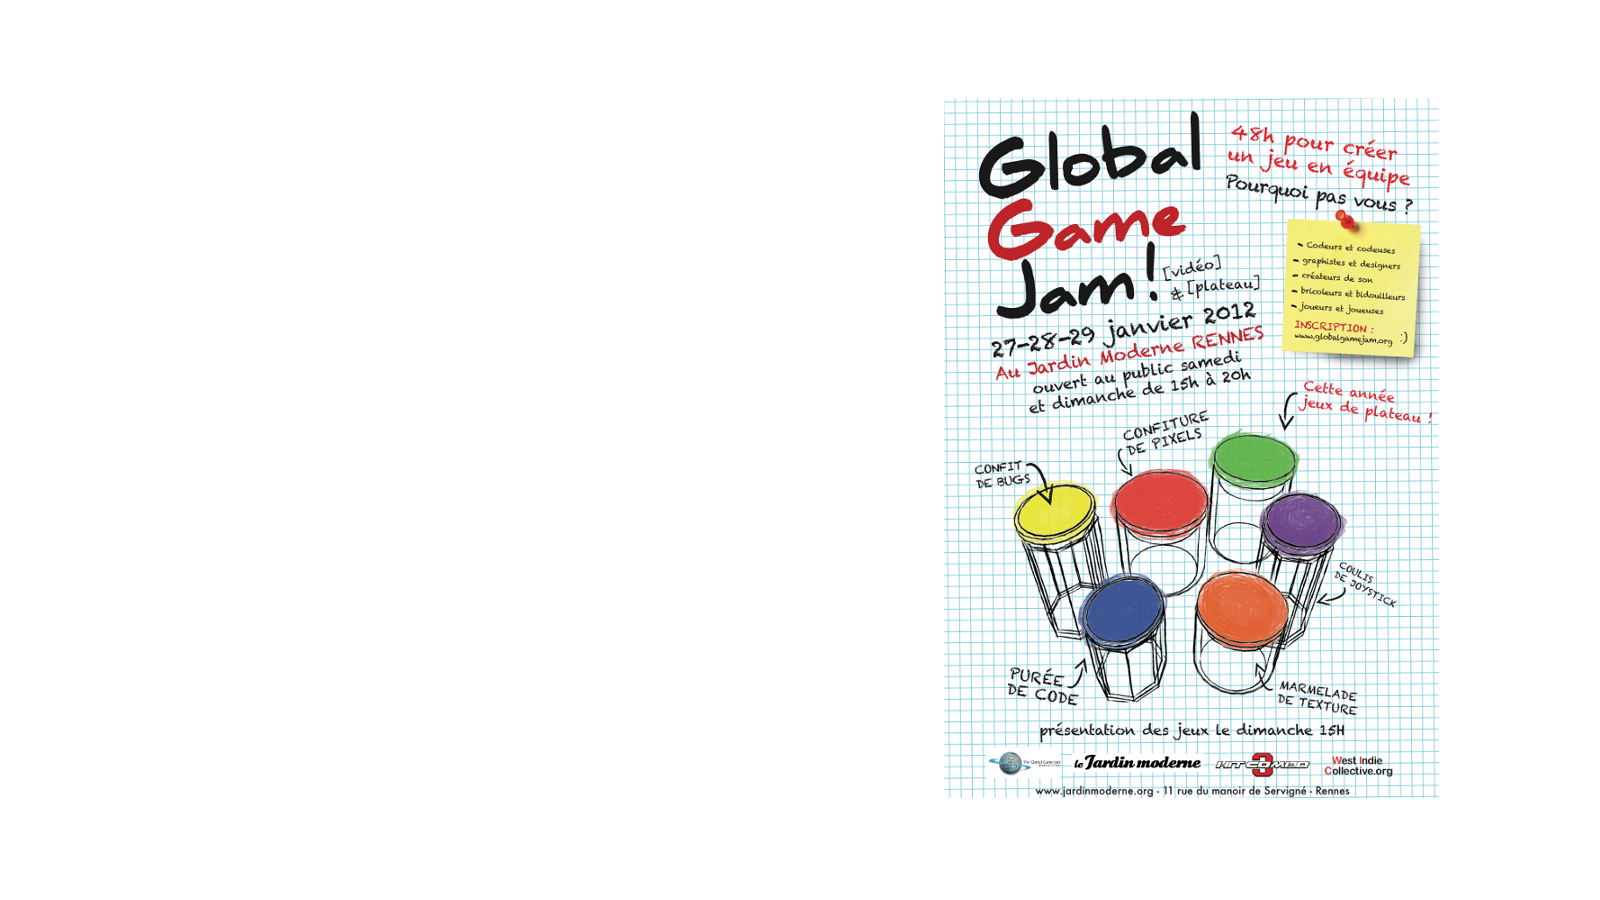 Global
Game
Jam!
[vidéo]
& [plateau]
27-28-29 janvier 2012
Au Jardin Moderne RENNES
ouvert au public samedi
et dimanche de 15h à 20h
48h pour créer
un jeu en équipe
Pourquoi pas vous ?
- Codeurs et codeuses
- graphistes et designers
- créateurs de son
- bricoleurs et bidouilleurs
- joueurs et joueuses
INSCRIPTION :
www.globalgamejam.org :)
Cette année
jeux de plateau !
CONFITURE
DE PIXELS
CONFIT
DE BUGS
COULIS
DE JOYSTICK
PURÉE
DE CODE
MARMELADE
DE TEXTURE
présentation des jeux le dimanche 15H
The Global Game Jam
le Jardin moderne
HITCOMBO
West Indie
Collective.org
www.jardinmoderne.org - 11 rue du manoir de Servigné - Rennes